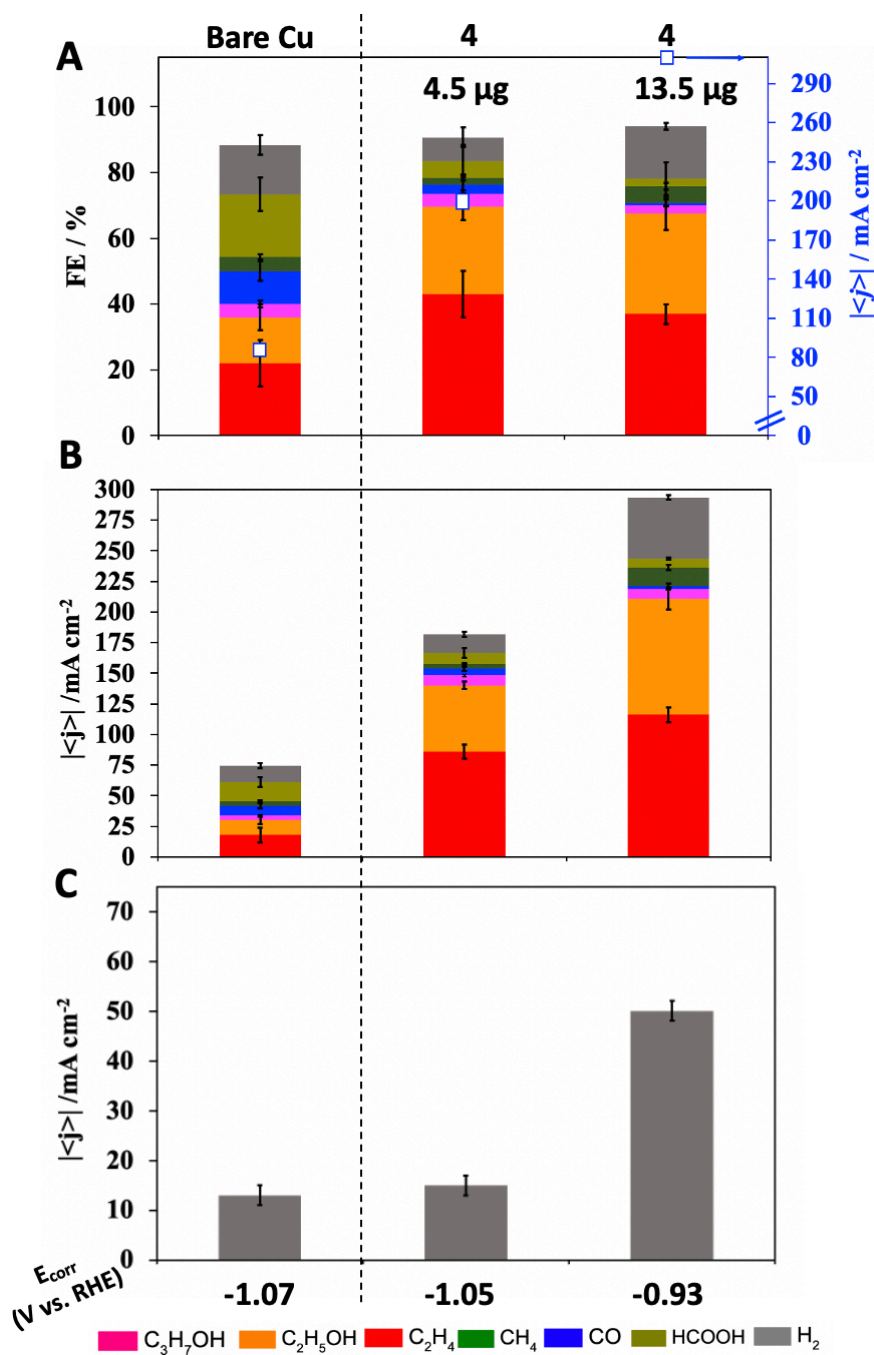 Bare Cu 4 4
A
4.5 µg 13.5 µg
100
80
60
40
20
0
FE / %
290
260
230
200
170
140
110
80
50
0
|<j>| / mA cm⁻²
B
300
275
250
225
200
175
150
125
100
75
50
25
0
|<j>| /mA cm⁻²
C
70
60
50
40
30
20
10
0
|<j>| /mA cm⁻²
E_corr
(V vs. RHE)
-1.07 -1.05 -0.93
C₃H₇OH C₂H₅OH C₂H₄ CH₄ CO HCOOH H₂